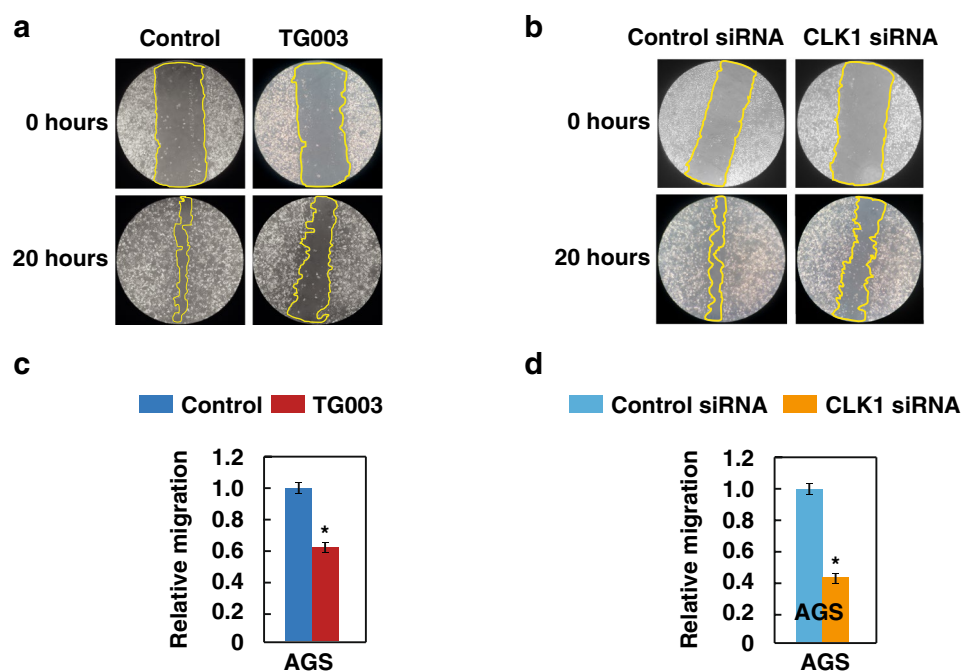 a
Control TG003
0 hours
20 hours
b
Control siRNA CLK1 siRNA
0 hours
20 hours
c
Control TG003
Relative migration
1.2
1.0
0.8
0.6
0.4
0.2
0
*
AGS
d
Control siRNA CLK1 siRNA
Relative migration
1.2
1.0
0.8
0.6
0.4
0.2
0
*
AGS
AGS